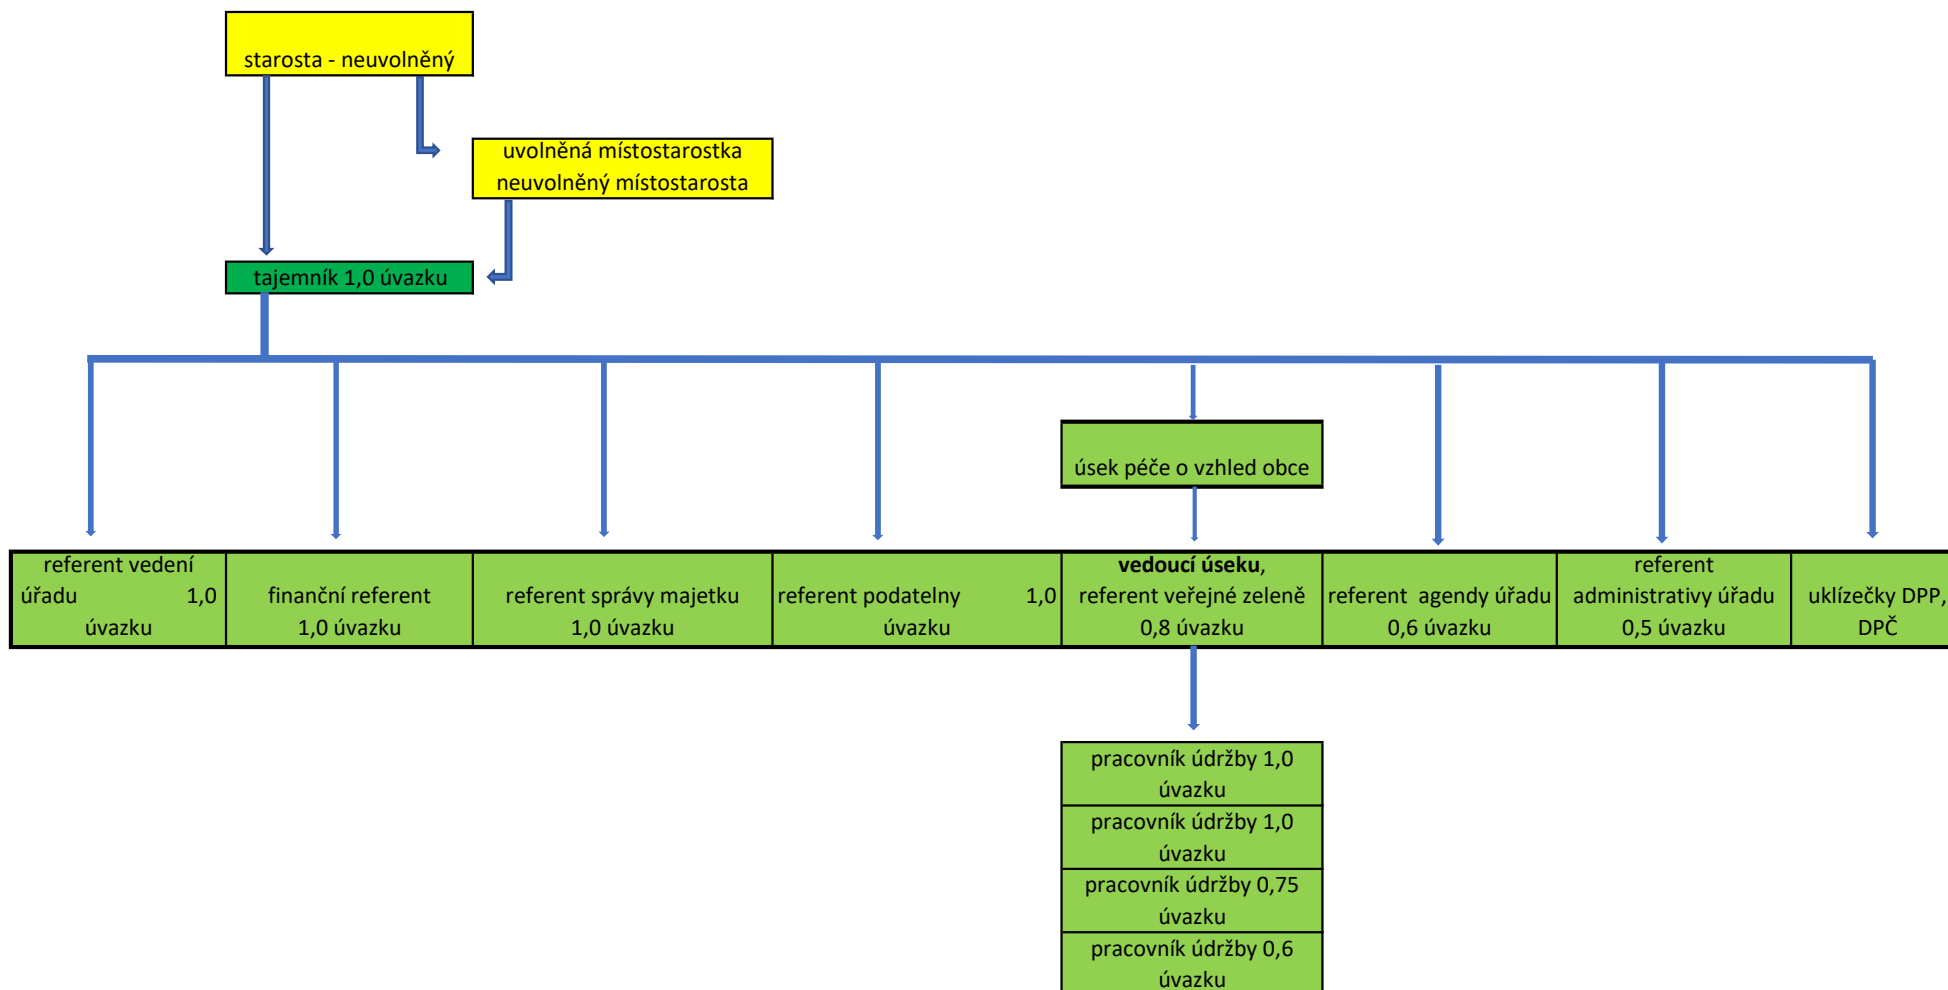 starosta - neuvolněný
uvolněná místostarostka
neuvolněný místostarosta
tajemník 1,0 úvazku
úsek péče o vzhled obce
referent vedení
úřadu 1,0
úvazku
finanční referent
1,0 úvazku
referent správy majetku
1,0 úvazku
referent podatelny 1,0
úvazku
vedoucí úseku,
referent veřejné zeleně
0,8 úvazku
referent agendy úřadu
0,6 úvazku
referent
administrativy úřadu
0,5 úvazku
uklízečky DPP,
DPČ
pracovník údržby 1,0
úvazku
pracovník údržby 1,0
úvazku
pracovník údržby 0,75
úvazku
pracovník údržby 0,6
úvazku